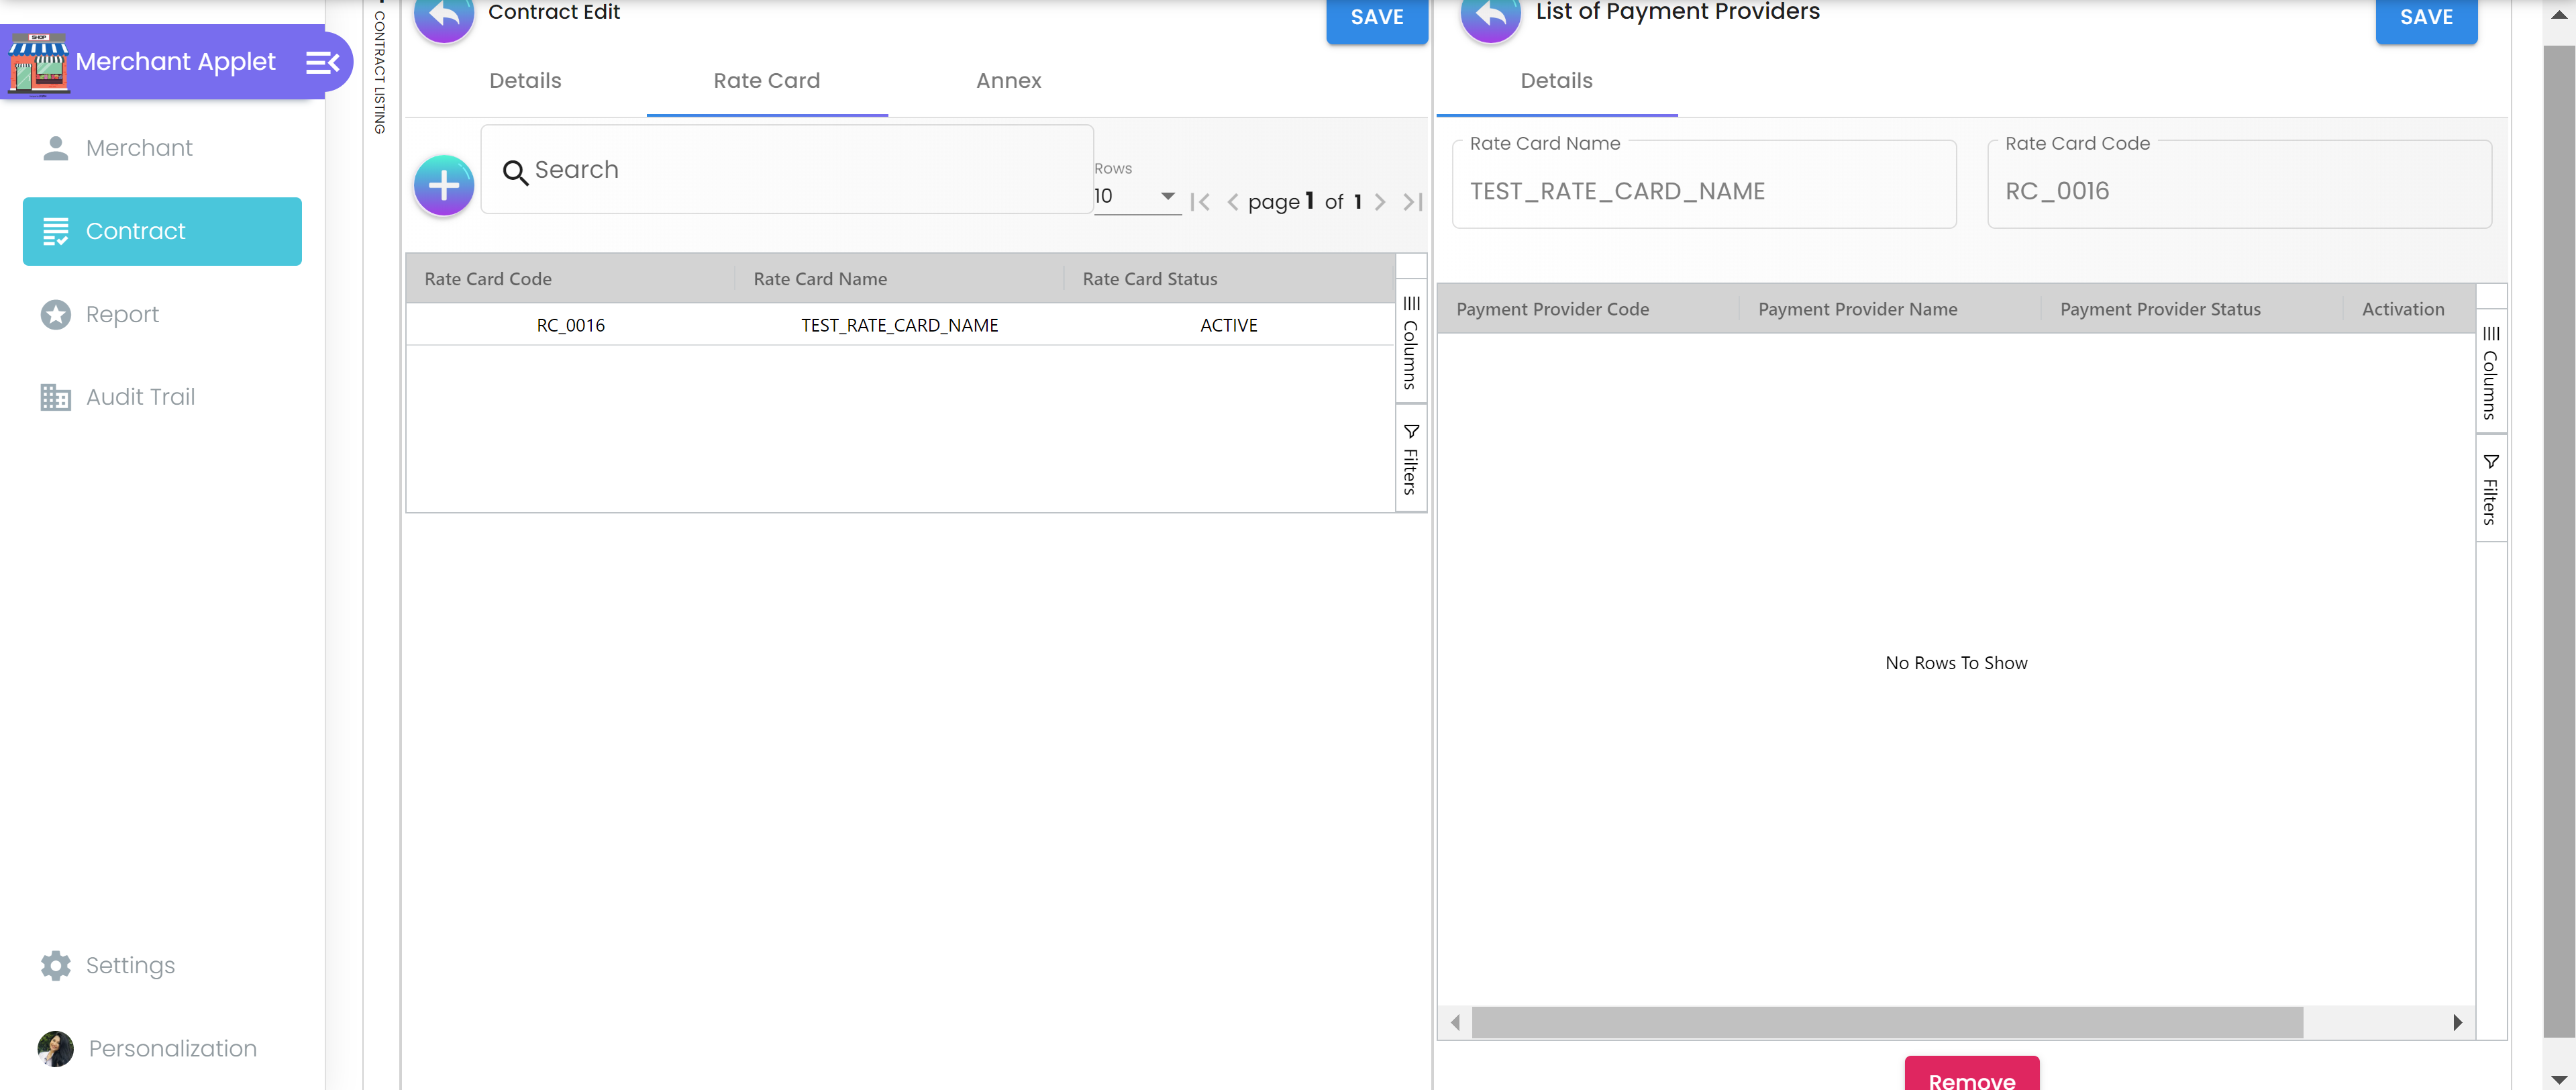 SHOP
Merchant Applet
Merchant
Contract
Report
Audit Trail
Settings
Personalization
CONTRACT LISTING
Contract Edit
SAVE
Details
Rate Card
Annex
Search
Rows
10
page 1 of 1
Rate Card Code
Rate Card Name
Rate Card Status
RC_0016
TEST_RATE_CARD_NAME
ACTIVE
Columns
Filters
List of Payment Providers
SAVE
Details
Rate Card Name
TEST_RATE_CARD_NAME
Rate Card Code
RC_0016
Payment Provider Code
Payment Provider Name
Payment Provider Status
Activation
No Rows To Show
Columns
Filters
Remove